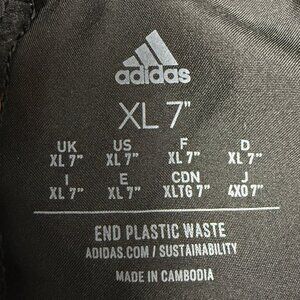 adidas
XL 7"
UK US F D
XL 7" XL 7" XL 7" XL 7"
I E CDN J
XL 7" XL 7" XLTG 7" 4XO 7"
END PLASTIC WASTE
ADIDAS.COM / SUSTAINABILITY
MADE IN CAMBODIA